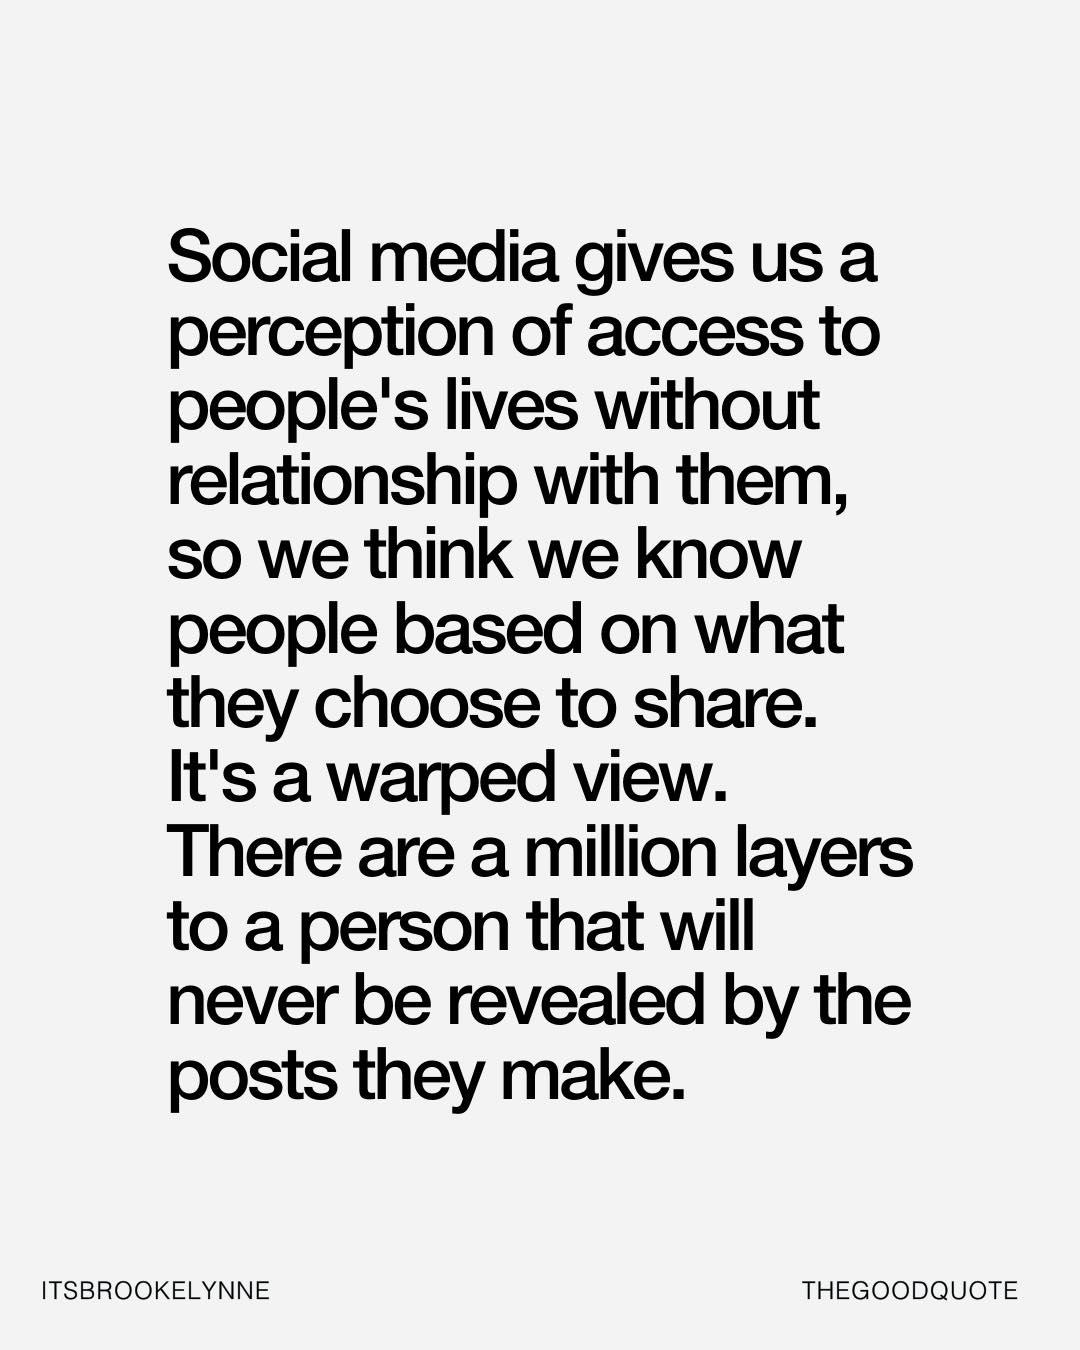 Social media gives us a
perception of access to
people's lives without
relationship with them,
so we think we know
people based on what
they choose to share.
It's a warped view.
There are a million layers
to a person that will
never be revealed by the
posts they make.
ITSBROOKELYNNE
THEGOODQUOTE